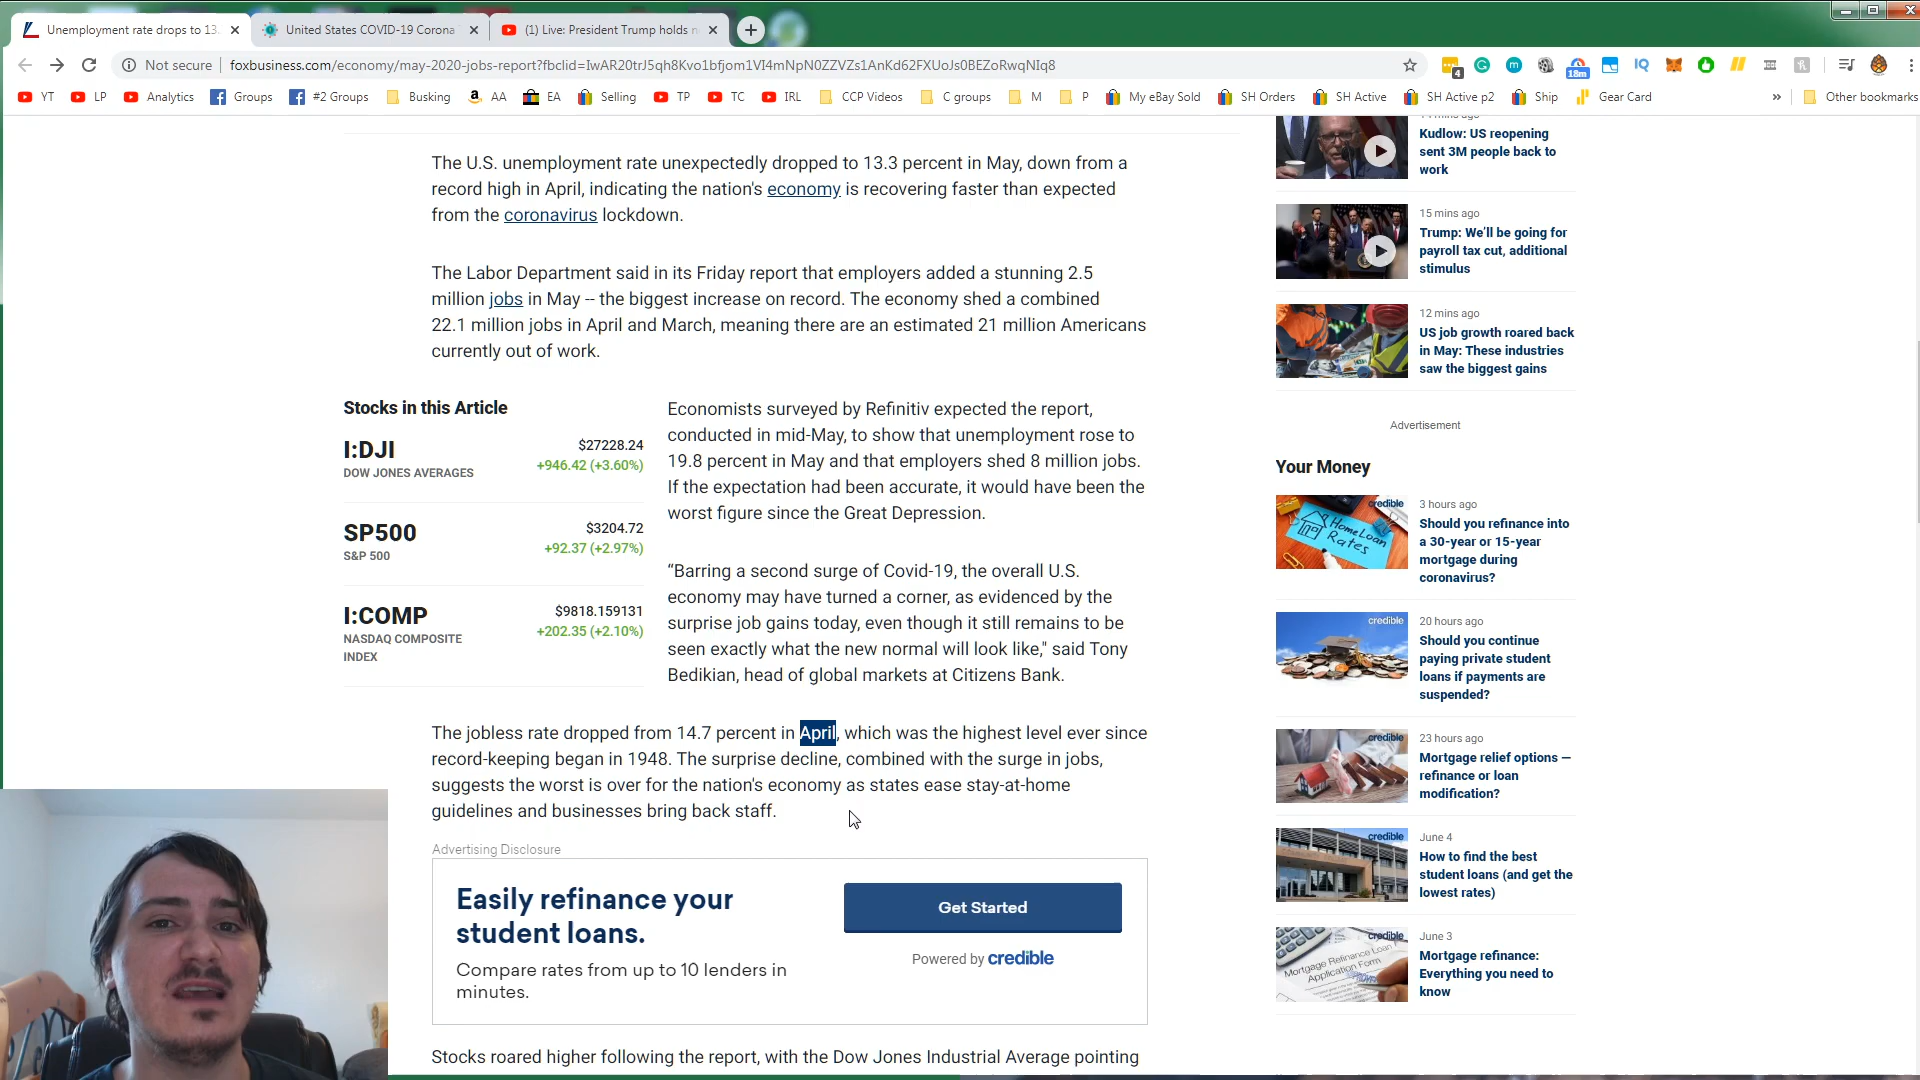 Unemployment rate drops to 13.
United States COVID-19 Corona
(1) Live: President Trump holds n
Not secure
foxbusiness.com/economy/may-2020-jobs-report?fbclid=IwAR20trJ5qh8Kvo1bfjom1VI4mNpN0ZZVZs1AnKd62FXUoJs0BEZoRwqNIq8
4
18m
YT
LP
Analytics
Groups
#2 Groups
Busking
AA
EA
Selling
TP
TC
IRL
CCP Videos
C groups
M
P
My eBay Sold
SH Orders
SH Active
SH Active p2
Ship
Gear Card
Other bookmarks
The U.S. unemployment rate unexpectedly dropped to 13.3 percent in May, down from a
record high in April, indicating the nation's economy is recovering faster than expected
from the coronavirus lockdown.
The Labor Department said in its Friday report that employers added a stunning 2.5
million jobs in May -- the biggest increase on record. The economy shed a combined
22.1 million jobs in April and March, meaning there are an estimated 21 million Americans
currently out of work.
Stocks in this Article
I:DJI
DOW JONES AVERAGES
$27228.24
+946.42 (+3.60%)
SP500
S&P 500
$3204.72
+92.37 (+2.97%)
I:COMP
NASDAQ COMPOSITE
INDEX
$9818.159131
+202.35 (+2.10%)
Economists surveyed by Refinitiv expected the report,
conducted in mid-May, to show that unemployment rose to
19.8 percent in May and that employers shed 8 million jobs.
If the expectation had been accurate, it would have been the
worst figure since the Great Depression.
“Barring a second surge of Covid-19, the overall U.S.
economy may have turned a corner, as evidenced by the
surprise job gains today, even though it still remains to be
seen exactly what the new normal will look like," said Tony
Bedikian, head of global markets at Citizens Bank.
The jobless rate dropped from 14.7 percent in April, which was the highest level ever since
record-keeping began in 1948. The surprise decline, combined with the surge in jobs,
suggests the worst is over for the nation's economy as states ease stay-at-home
guidelines and businesses bring back staff.
Advertising Disclosure
Easily refinance your
student loans.
Compare rates from up to 10 lenders in
minutes.
Get Started
Powered by credible
Stocks roared higher following the report, with the Dow Jones Industrial Average pointing
Kudlow: US reopening
sent 3M people back to
work
15 mins ago
Trump: We'll be going for
payroll tax cut, additional
stimulus
12 mins ago
US job growth roared back
in May: These industries
saw the biggest gains
Advertisement
Your Money
credible
Home Loan
Rates
3 hours ago
Should you refinance into
a 30-year or 15-year
mortgage during
coronavirus?
credible
20 hours ago
Should you continue
paying private student
loans if payments are
suspended?
23 hours ago
Mortgage relief options —
refinance or loan
modification?
credible
June 4
How to find the best
student loans (and get the
lowest rates)
credible
Mortgage Refinance Loan
Application Form
June 3
Mortgage refinance:
Everything you need to
know